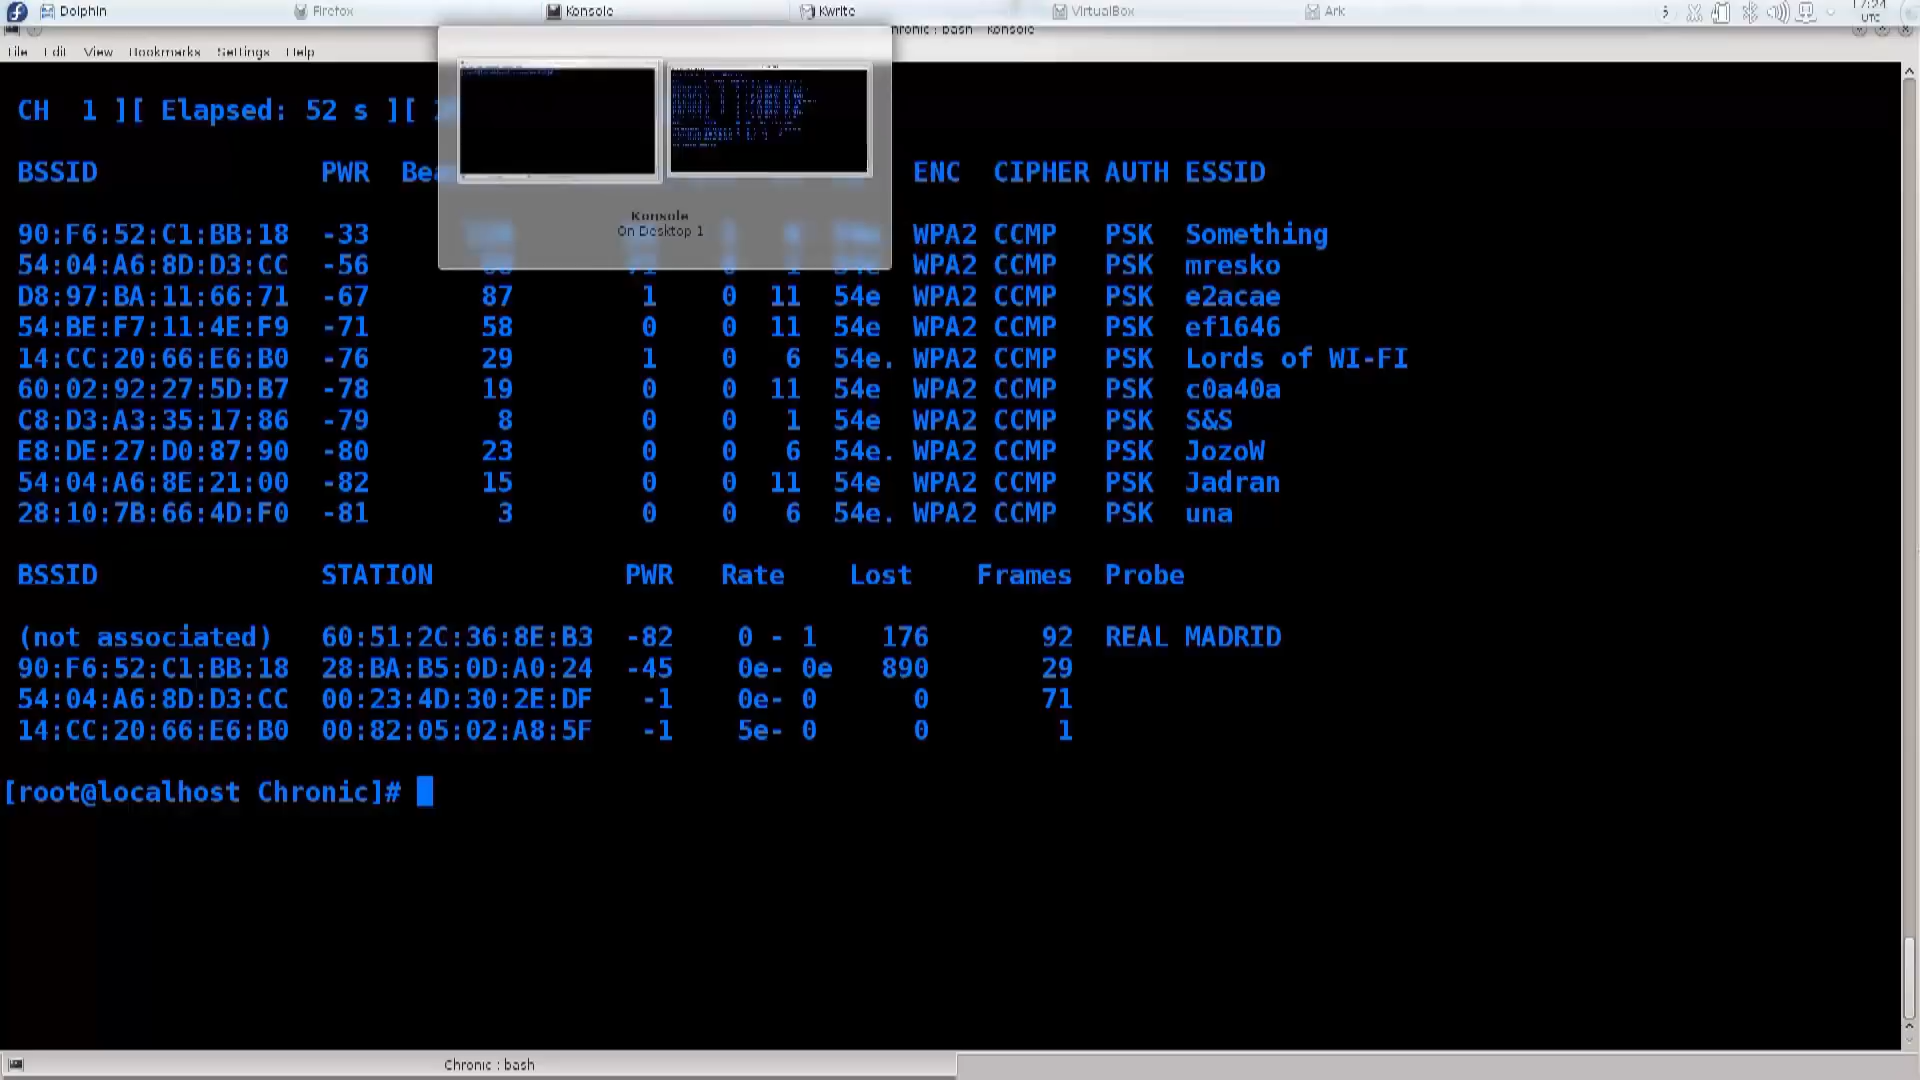 Dolphin Firefox Konsole Kwrite VirtualBox Ark 17:24
UTC
: bash - Konsole
File Edit View Bookmarks Settings Help
CH 1 ][ Elapsed: 52 s ][
BSSID PWR Bea ENC CIPHER AUTH ESSID
90:F6:52:C1:BB:18 -33 WPA2 CCMP PSK Something
54:04:A6:8D:D3:CC -56 WPA2 CCMP PSK mresko
D8:97:BA:11:66:71 -67 87 1 0 11 54e WPA2 CCMP PSK e2acae
54:BE:F7:11:4E:F9 -71 58 0 0 11 54e WPA2 CCMP PSK ef1646
14:CC:20:66:E6:B0 -76 29 1 0 6 54e. WPA2 CCMP PSK Lords of WI-FI
60:02:92:27:5D:B7 -78 19 0 0 11 54e WPA2 CCMP PSK c0a40a
C8:D3:A3:35:17:86 -79 8 0 0 1 54e WPA2 CCMP PSK S&S
E8:DE:27:D0:87:90 -80 23 0 0 6 54e. WPA2 CCMP PSK JozoW
54:04:A6:8E:21:00 -82 15 0 0 11 54e WPA2 CCMP PSK Jadran
28:10:7B:66:4D:F0 -81 3 0 0 6 54e. WPA2 CCMP PSK una
Konsole
On Desktop 1
BSSID STATION PWR Rate Lost Frames Probe
(not associated) 60:51:2C:36:8E:B3 -82 0 - 1 176 92 REAL MADRID
90:F6:52:C1:BB:18 28:BA:B5:0D:A0:24 -45 0e- 0e 890 29
54:04:A6:8D:D3:CC 00:23:4D:30:2E:DF -1 0e- 0 0 71
14:CC:20:66:E6:B0 00:82:05:02:A8:5F -1 5e- 0 0 1
[root@localhost Chronic]#
Chronic : bash